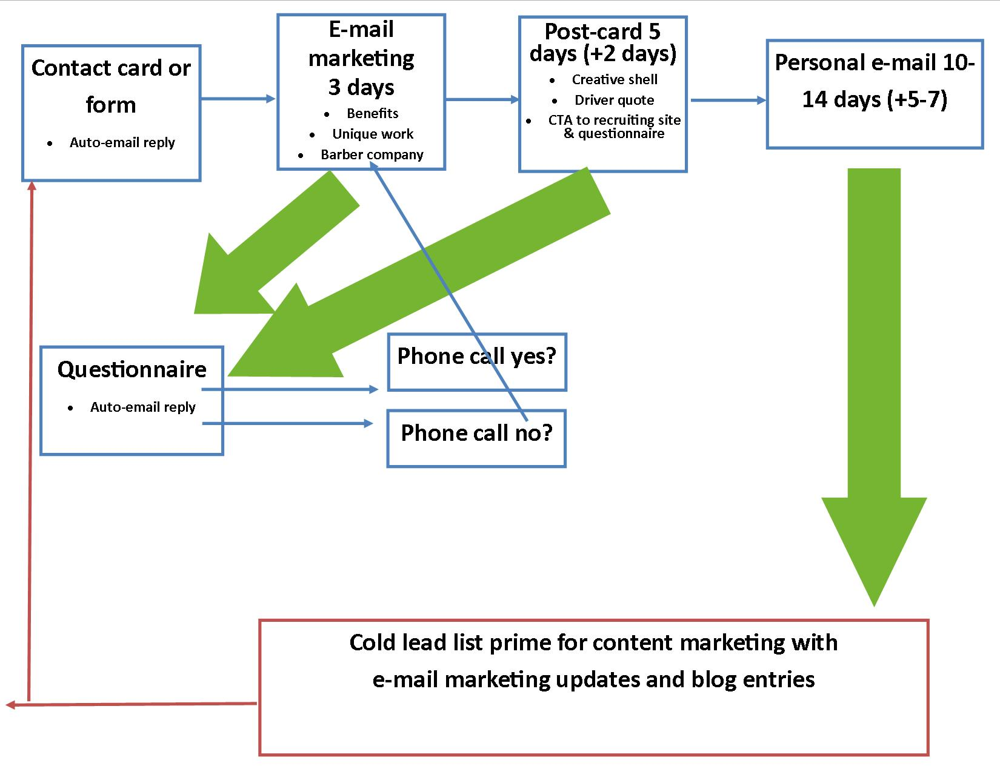 Contact card or
form
• Auto-email reply
E-mail
marketing
3 days
• Benefits
• Unique work
• Barber company
Post-card 5
days (+2 days)
• Creative shell
• Driver quote
• CTA to recruiting site
& questionnaire
Personal e-mail 10-
14 days (+5-7)
Questionnaire
• Auto-email reply
Phone call yes?
Phone call no?
Cold lead list prime for content marketing with
e-mail marketing updates and blog entries